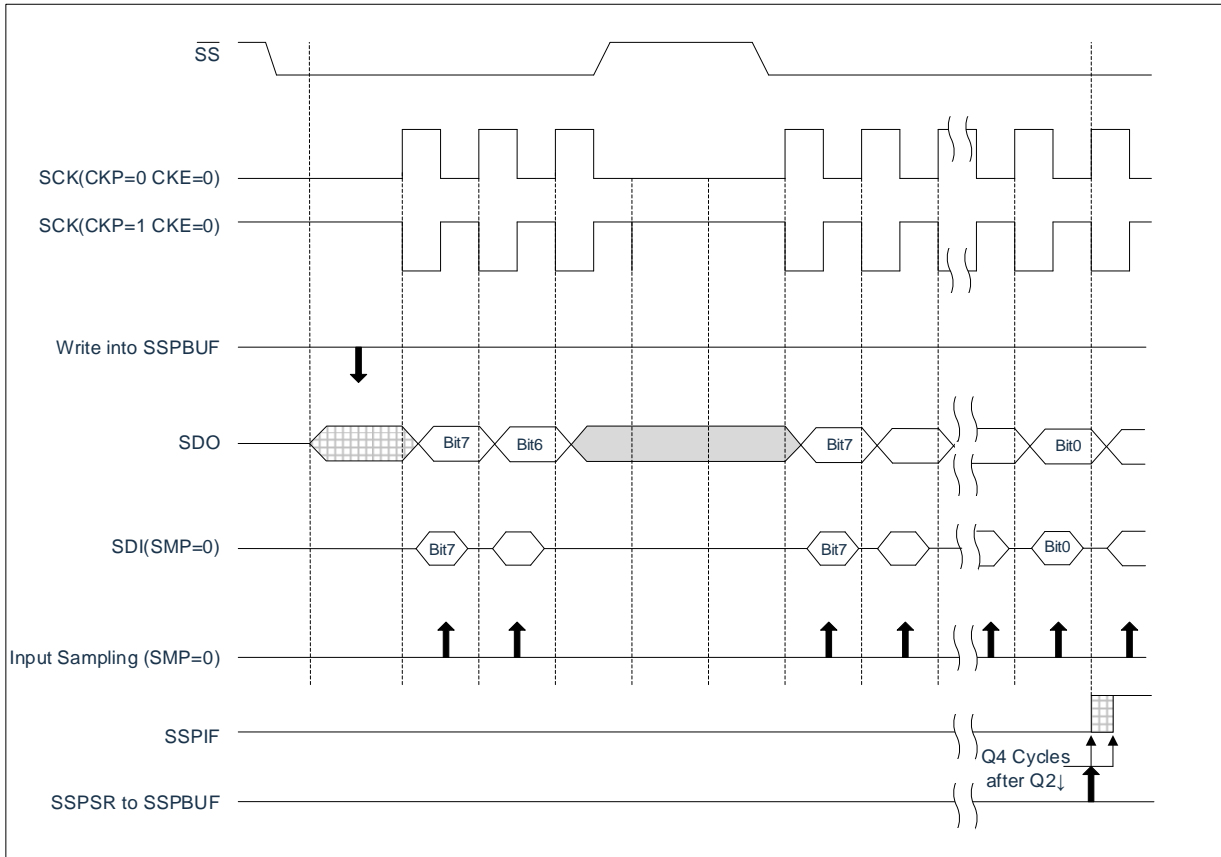 SS
SCK(CKP=0 CKE=0)
SCK(CKP=1 CKE=0)
Write into SSPBUF
SDO
Bit7
Bit6
Bit7
Bit0
SDI(SMP=0)
Bit7
Bit7
Bit0
Input Sampling (SMP=0)
SSPIF
Q4 Cycles
after Q2↓
SSPSR to SSPBUF